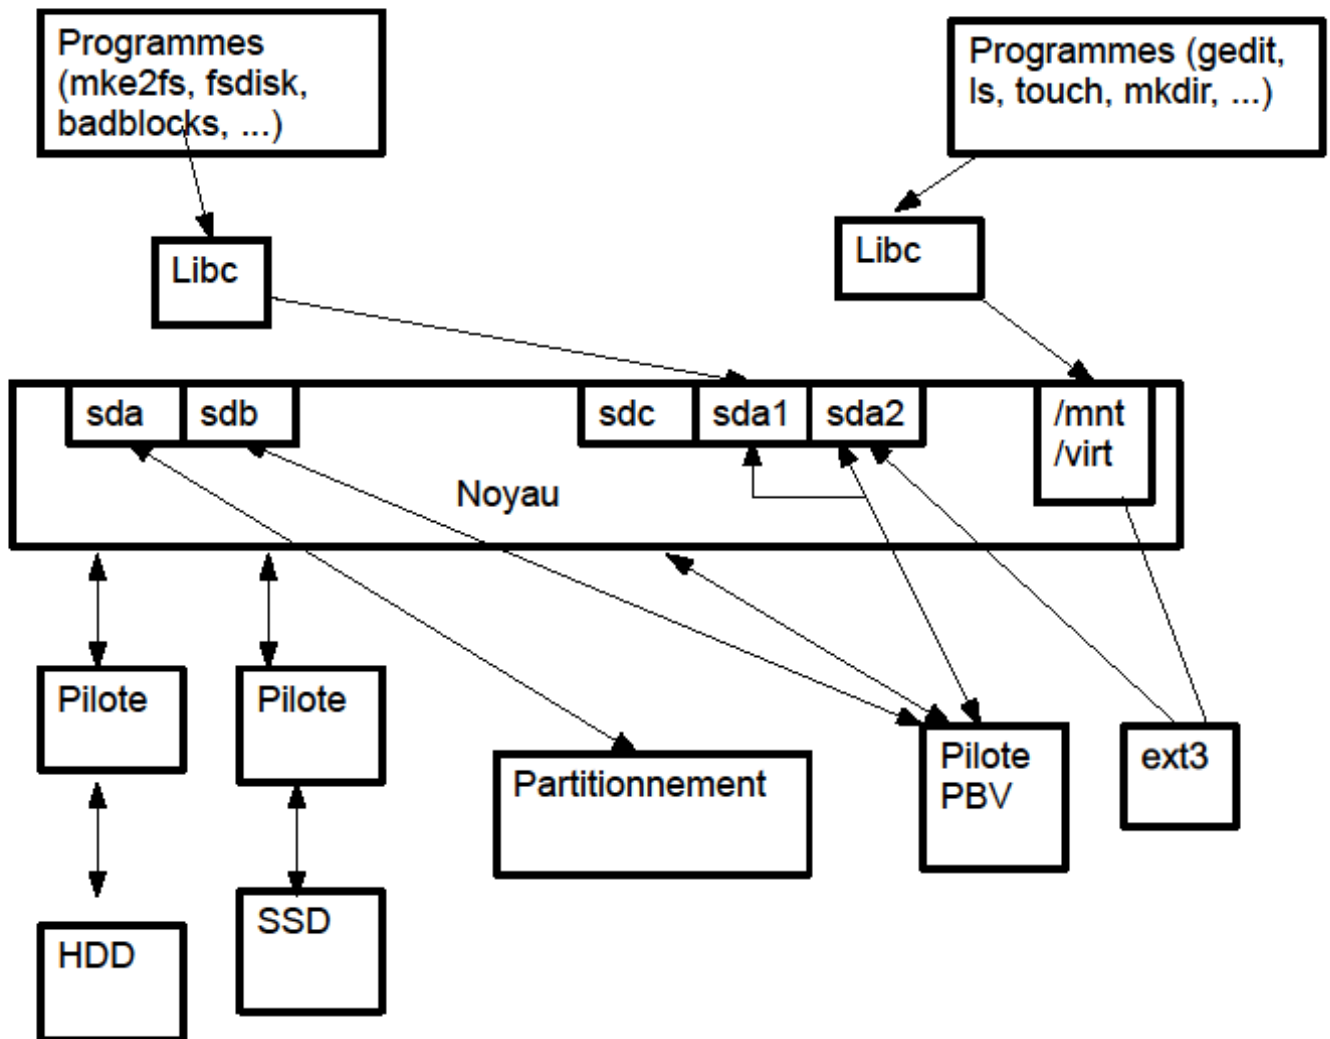 Programmes
(mke2fs, fsdisk,
badblocks, ...)
Programmes (gedit,
ls, touch, mkdir, ...)
Libc
Libc
sda
sdb
sdc
sda1
sda2
/mnt
/virt
Noyau
Pilote
Pilote
Partitionnement
Pilote
PBV
ext3
HDD
SSD